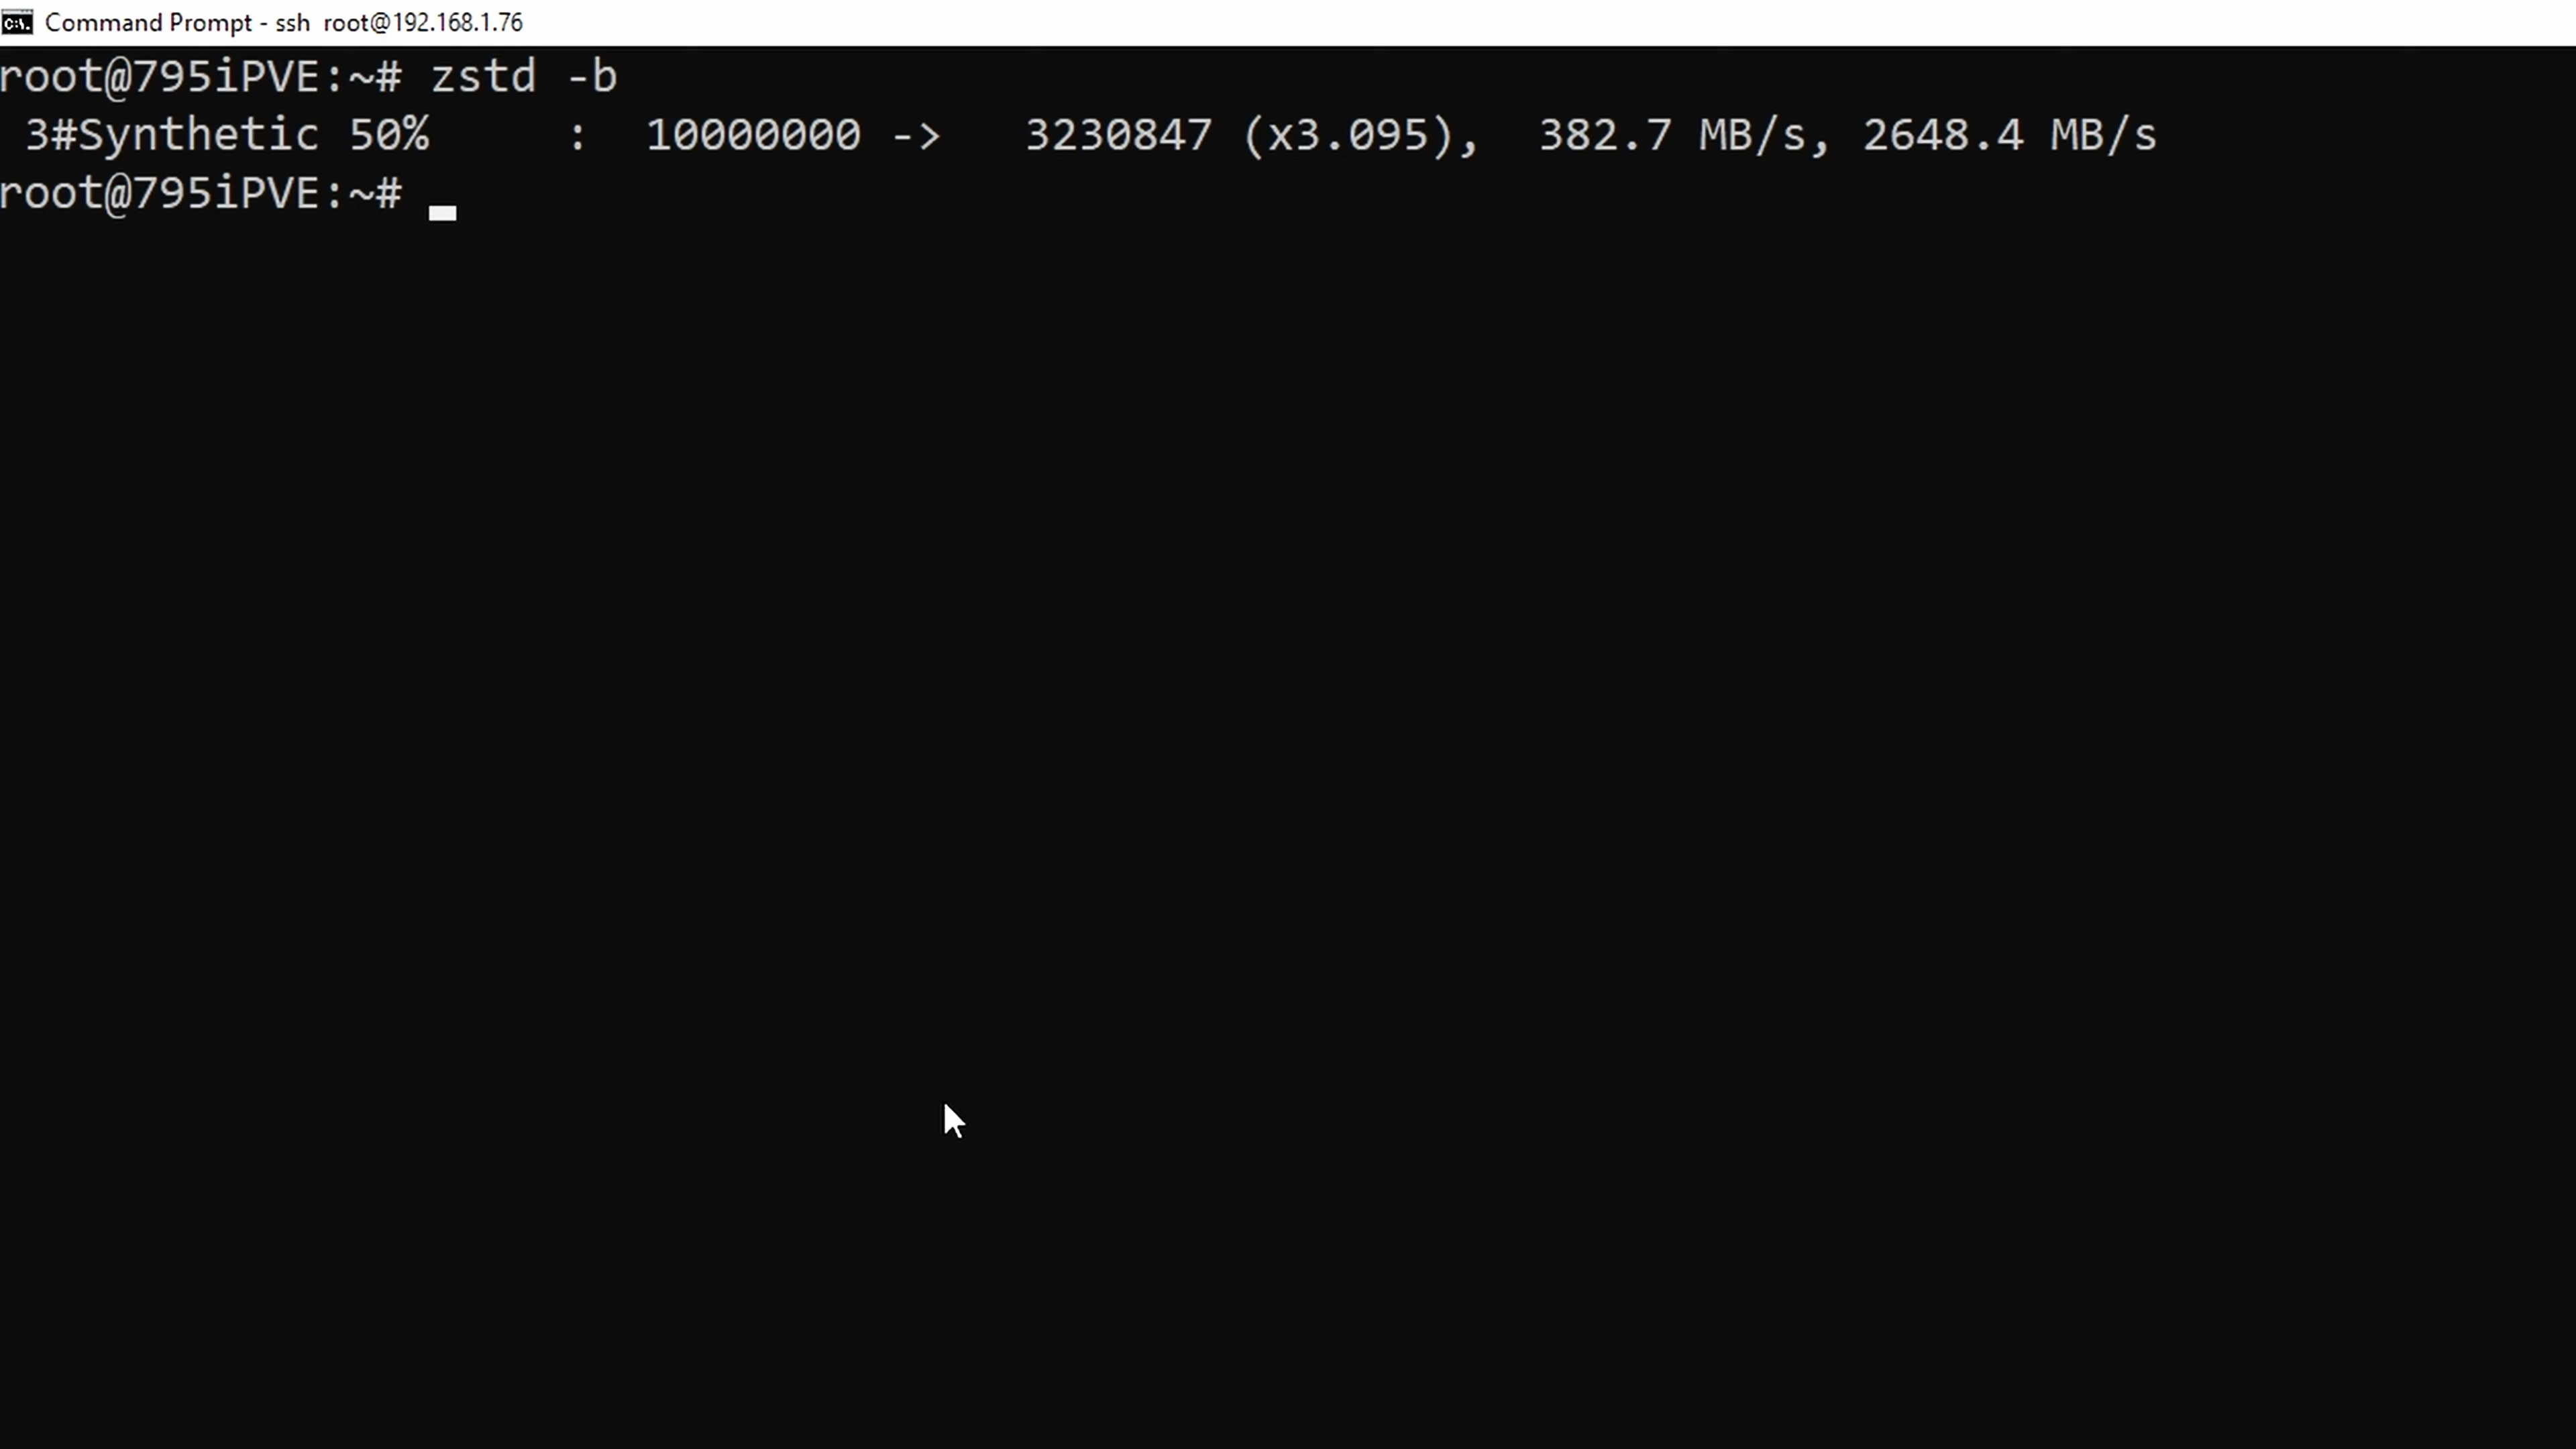 Command Prompt - ssh root@192.168.1.76
root@795iPVE:~# zstd -b
3#Synthetic 50% : 10000000 -> 3230847 (x3.095), 382.7 MB/s, 2648.4 MB/s
root@795iPVE:~#